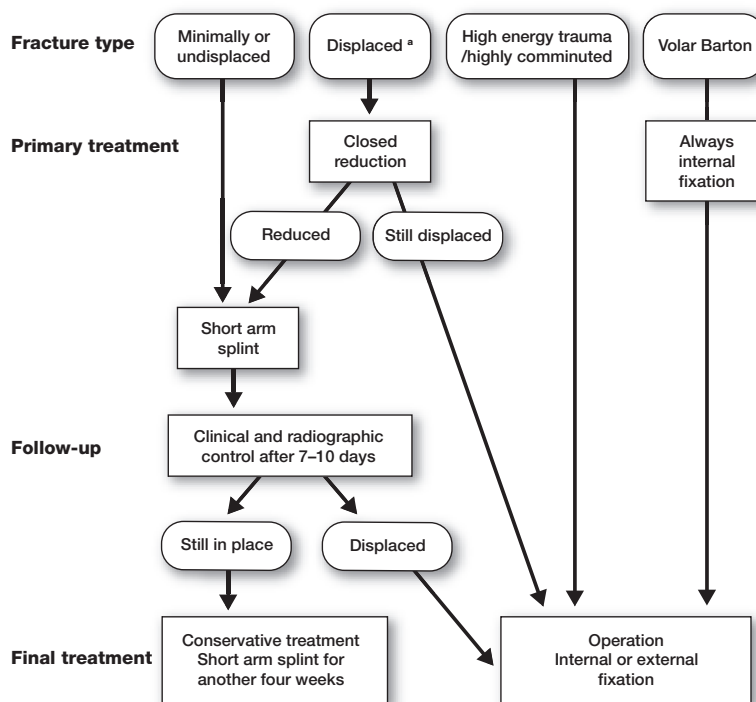 Fracture type
Minimally or
undisplaced
Displaced ᵃ
High energy trauma
/highly comminuted
Volar Barton
Primary treatment
Closed
reduction
Always
internal
fixation
Reduced
Still displaced
Short arm
splint
Follow-up
Clinical and radiographic
control after 7–10 days
Still in place
Displaced
Final treatment
Conservative treatment
Short arm splint for
another four weeks
Operation
Internal or external
fixation